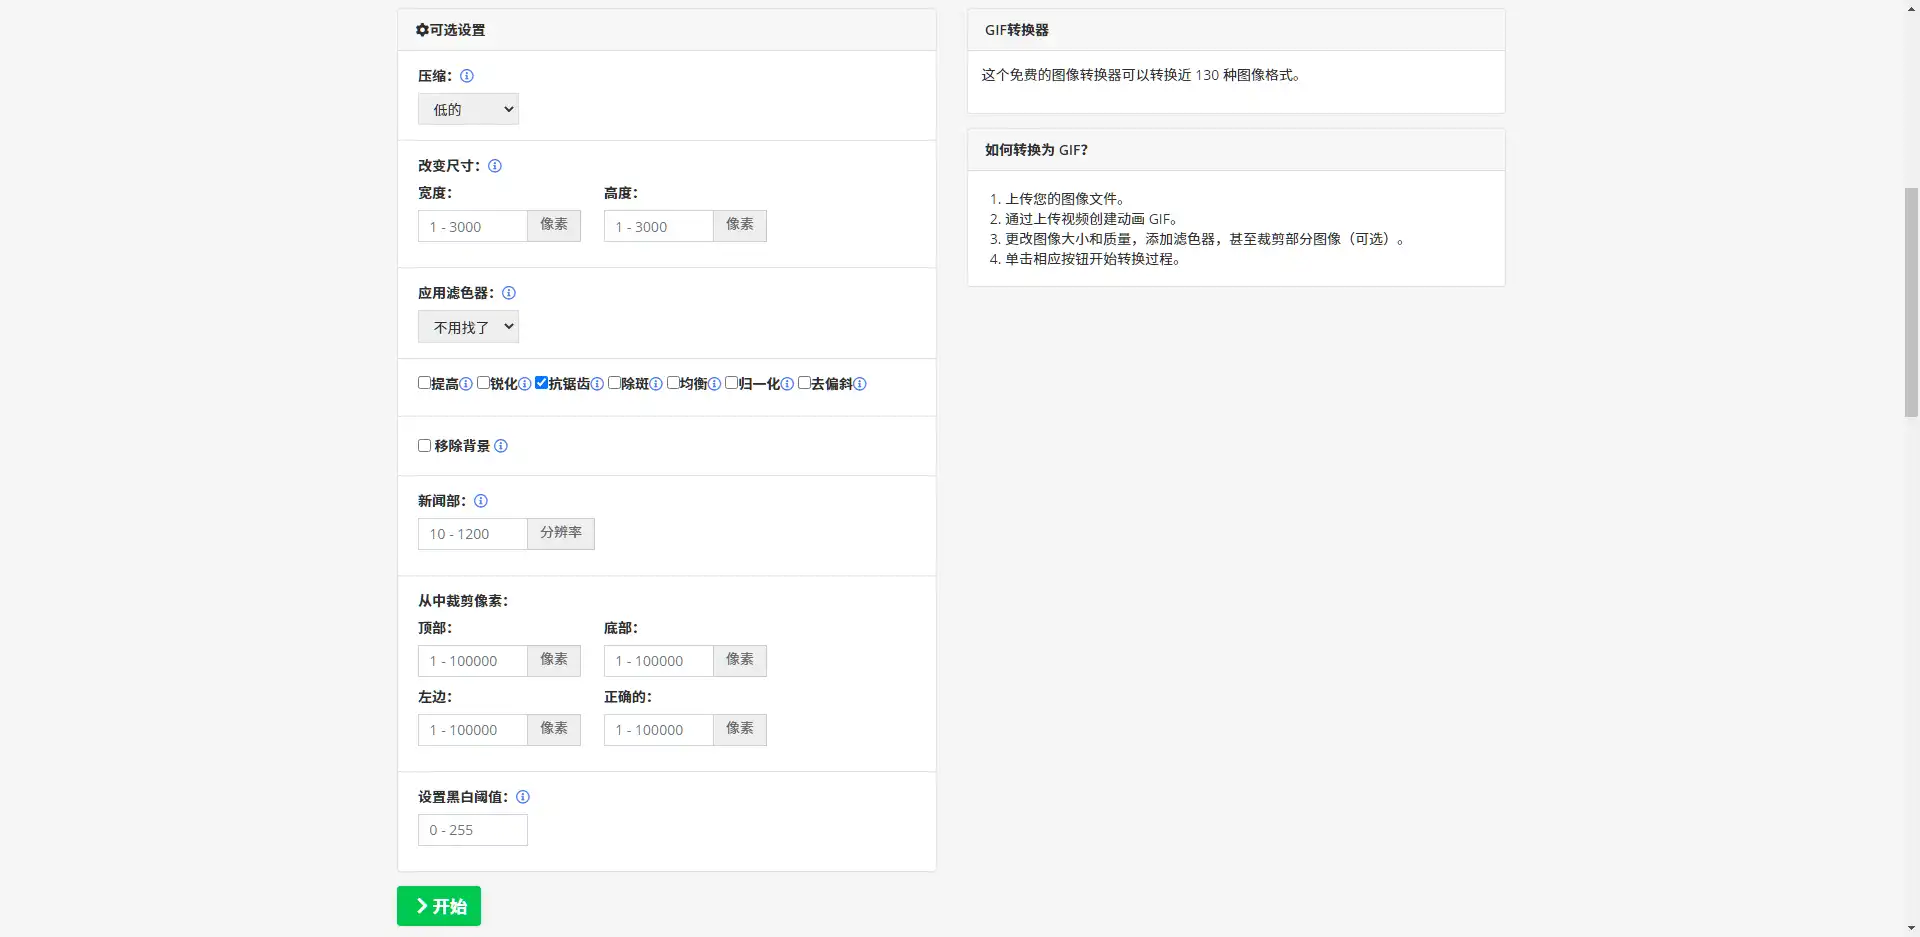 可选设置
压缩：
低的
改变尺寸：
宽度： 高度：
1 - 3000 像素 1 - 3000 像素
应用滤色器：
不用找了
提高 锐化 抗锯齿 除斑 均衡 归一化 去偏斜
移除背景
新闻部：
10 - 1200 分辨率
从中裁剪像素：
顶部： 底部：
1 - 100000 像素 1 - 100000 像素
左边： 正确的：
1 - 100000 像素 1 - 100000 像素
设置黑白阈值：
0 - 255
开始
GIF转换器
这个免费的图像转换器可以转换近 130 种图像格式。
如何转换为 GIF？
1. 上传您的图像文件。
2. 通过上传视频创建动画 GIF。
3. 更改图像大小和质量，添加滤色器，甚至裁剪部分图像（可选）。
4. 单击相应按钮开始转换过程。